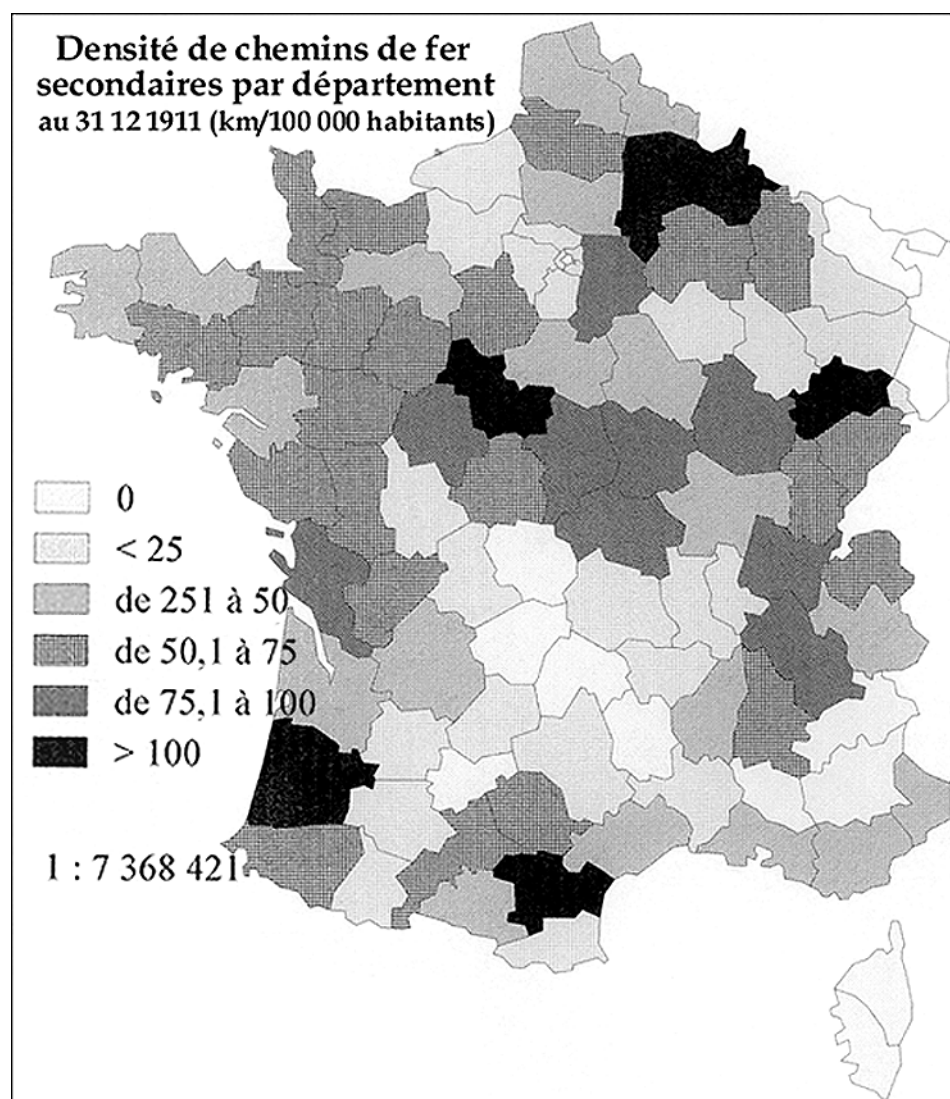 Densité de chemins de fer
secondaires par département
au 31 12 1911 (km/100 000 habitants)
0
< 25
de 251 à 50
de 50,1 à 75
de 75,1 à 100
> 100
1 : 7 368 421